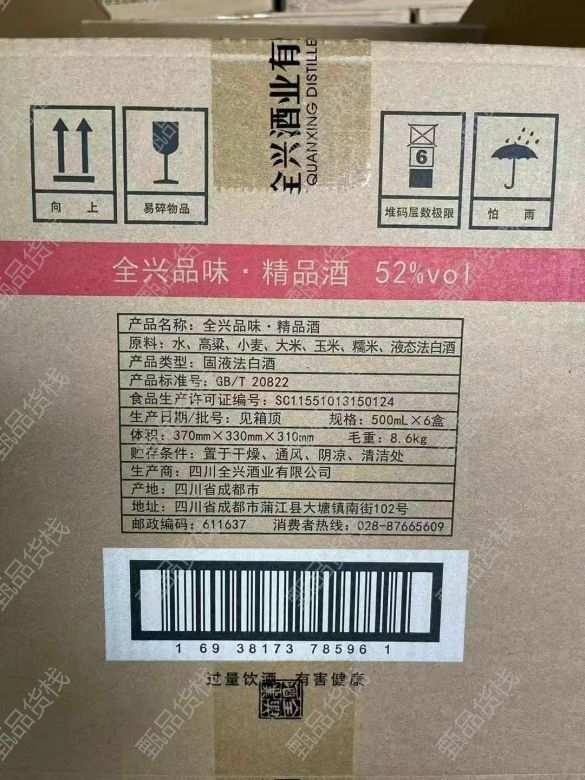 全兴酒业有
QUANXING DISTILLE
6
向 上
易碎物品
堆码层数极限
怕 雨
全兴品味·精品酒 52%vol
产品名称：全兴品味·精品酒
原料：水、高粱、小麦、大米、玉米、糯米、液态法白酒
产品类型：固液法白酒
产品标准号：GB/T 20822
食品生产许可证编号：SC11551013150124
生产日期/批号：见箱顶 规格：500mL×6盒
体积：370mm×330mm×310mm 毛重：8.6kg
贮存条件：置于干燥、通风、阴凉、清洁处
生产商：四川全兴酒业有限公司
产地：四川省成都市
地址：四川省成都市蒲江县大塘镇南街102号
邮政编码：611637 消费者热线：028-87665609
1 69 38173 78596 1
过量饮酒 有害健康
甄品货栈